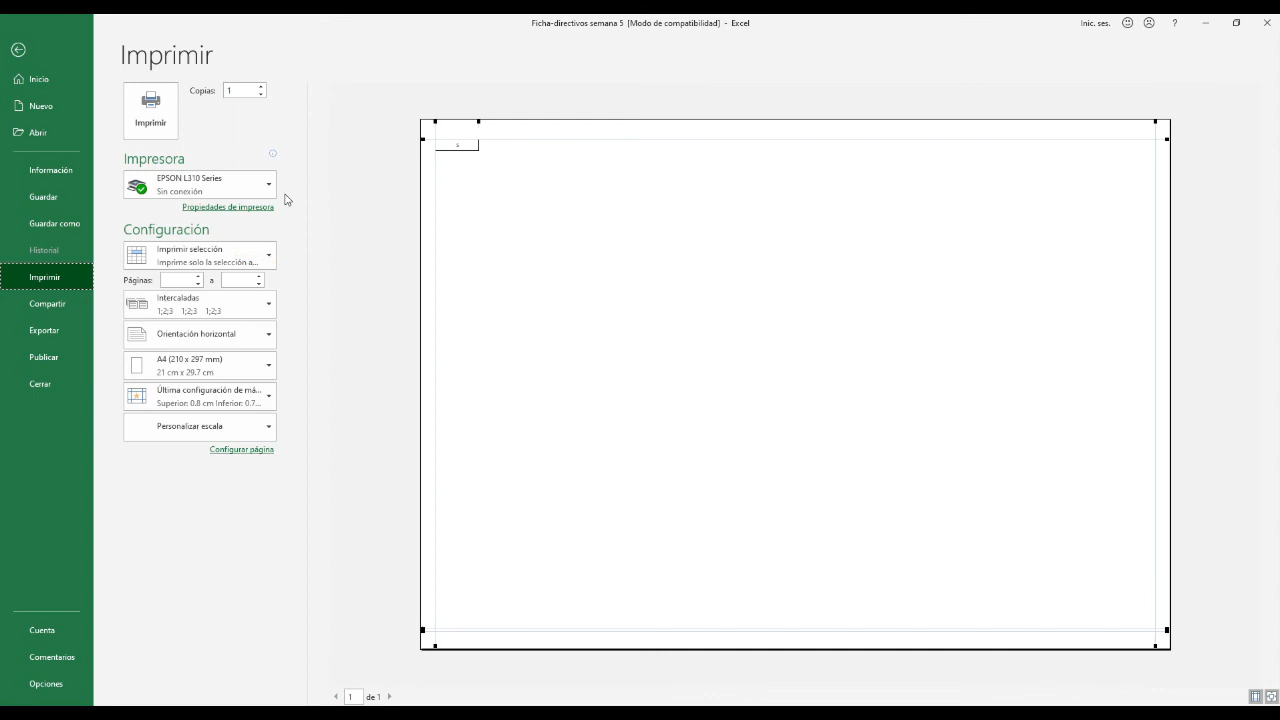 Ficha-directivos semana 5 [Modo de compatibilidad] - Excel
Inic. ses.
?
Imprimir
Inicio
Nuevo
Abrir
Información
Guardar
Guardar como
Historial
Imprimir
Compartir
Exportar
Publicar
Cerrar
Cuenta
Comentarios
Opciones
Imprimir
Copias: 1
Impresora
EPSON L310 Series
Sin conexión
Propiedades de impresora
Configuración
Imprimir selección
Imprime solo la selección a...
Páginas: a
Intercaladas
1;2;3 1;2;3 1;2;3
Orientación horizontal
A4 (210 x 297 mm)
21 cm x 29.7 cm
Última configuración de má...
Superior: 0.8 cm Inferior: 0.7...
Personalizar escala
Configurar página
s
1 de 1